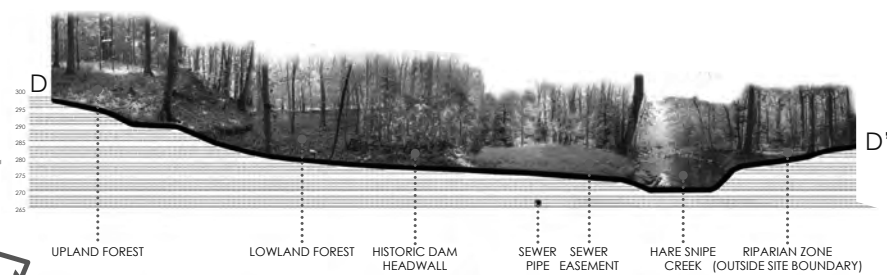 D
300
295
290
285
280
275
270
265
D'
UPLAND FOREST
LOWLAND FOREST
HISTORIC DAM
HEADWALL
SEWER
PIPE
SEWER
EASEMENT
HARE SNIPE
CREEK
RIPARIAN ZONE
(OUTSIDE SITE BOUNDARY)